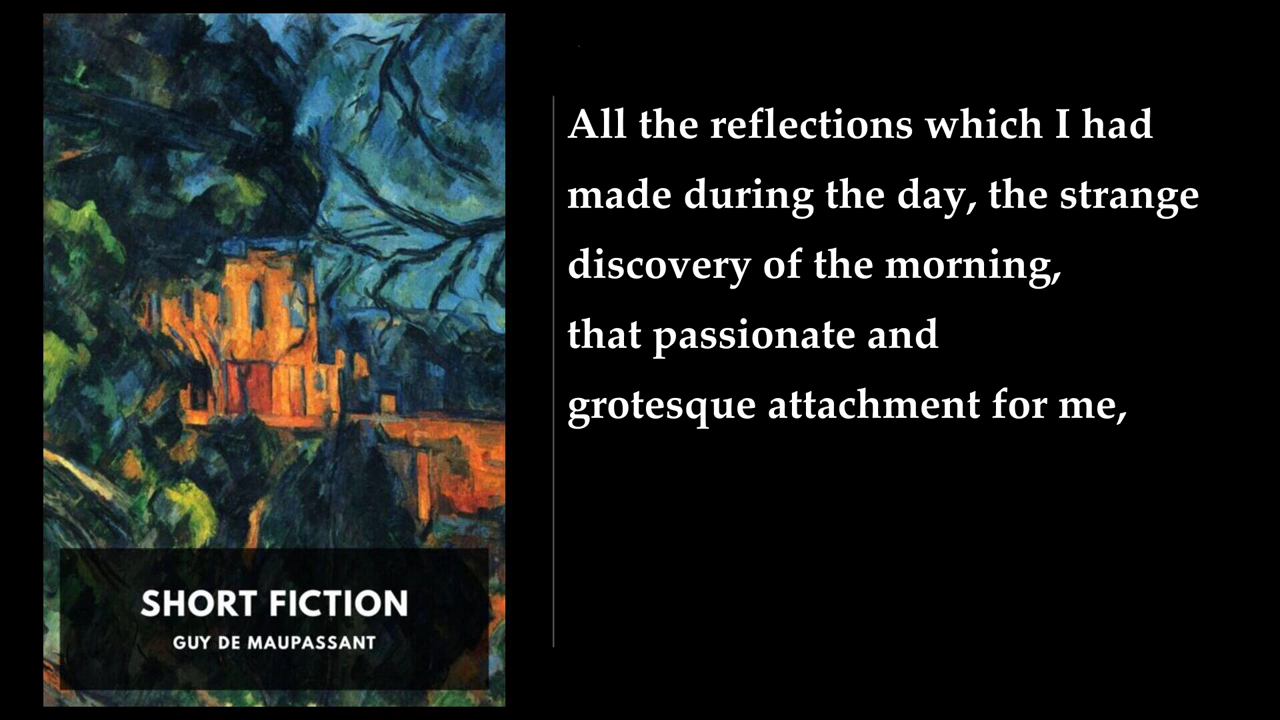 All the reflections which I had
made during the day, the strange
discovery of the morning,
that passionate and
grotesque attachment for me,
SHORT FICTION
GUY DE MAUPASSANT